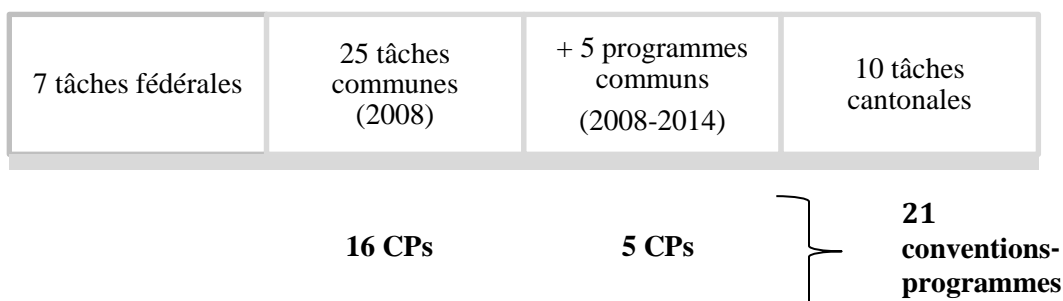 7 tâches fédérales
25 tâches
communes
(2008)
+ 5 programmes
communs
(2008-2014)
10 tâches
cantonales
16 CPs
5 CPs
21
conventions-
programmes